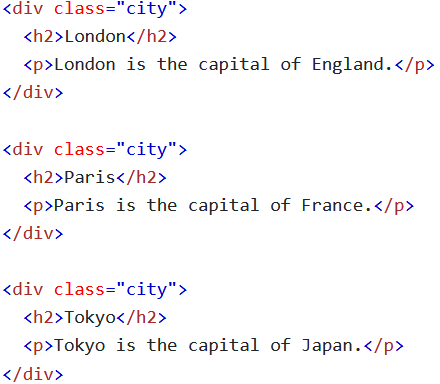 <div class="city">
  <h2>London</h2>
  <p>London is the capital of England.</p>
</div>

<div class="city">
  <h2>Paris</h2>
  <p>Paris is the capital of France.</p>
</div>

<div class="city">
  <h2>Tokyo</h2>
  <p>Tokyo is the capital of Japan.</p>
</div>